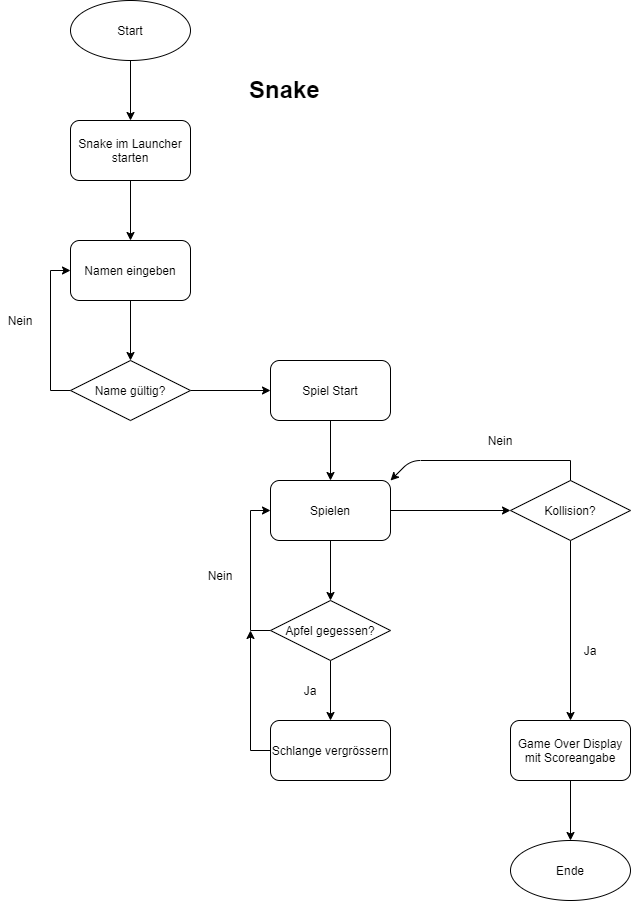 Start
Snake
Snake im Launcher
starten
Namen eingeben
Nein
Name gültig?
Spiel Start
Nein
Spielen
Kollision?
Nein
Apfel gegessen?
Ja
Ja
Schlange vergrössern
Game Over Display
mit Scoreangabe
Ende